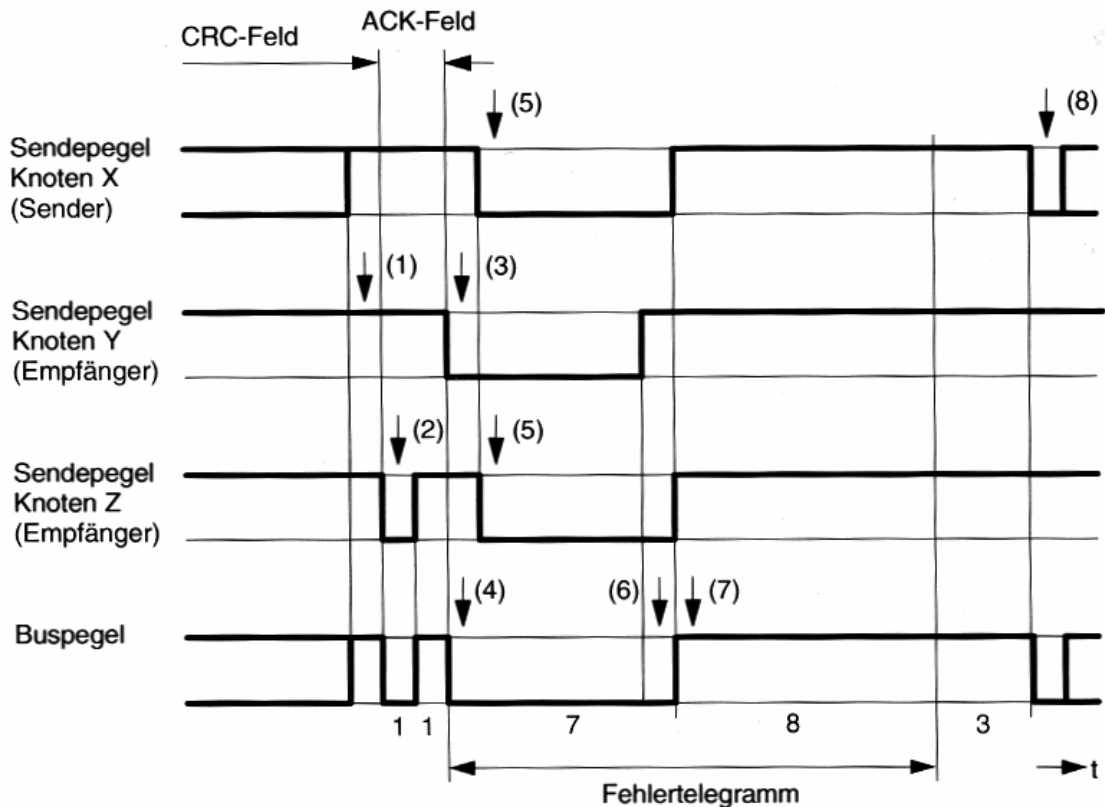 ACK-Feld
CRC-Feld
(5)
(8)
Sendepegel
Knoten X
(Sender)
(1)
(3)
Sendepegel
Knoten Y
(Empfänger)
(2)
(5)
Sendepegel
Knoten Z
(Empfänger)
(4)
(6)
(7)
Buspegel
1
1
7
8
3
t
Fehlertelegramm